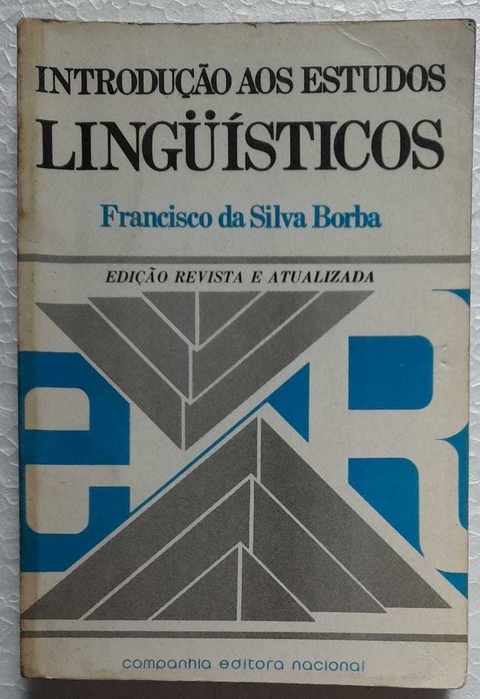 INTRODUÇÃO AOS ESTUDOS
LINGÜÍSTICOS
Francisco da Silva Borba
EDIÇÃO REVISTA E ATUALIZADA
e R
companhia editora nacional